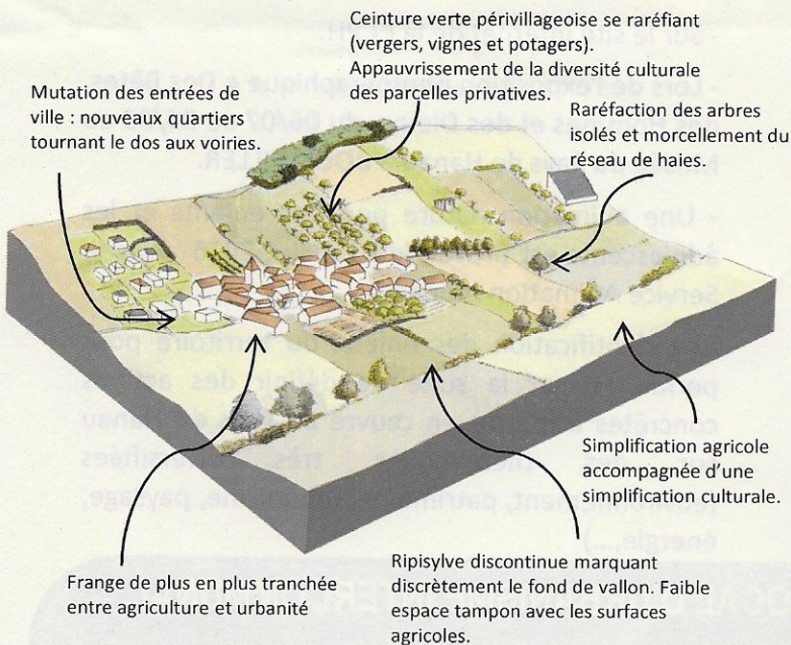 Ceinture verte périvillageoise se raréfiant
(vergers, vignes et potagers).
Appauvrissement de la diversité culturale
des parcelles privatives.
Mutation des entrées de
ville : nouveaux quartiers
tournant le dos aux voiries.
Raréfaction des arbres
isolés et morcellement du
réseau de haies.
Simplification agricole
accompagnée d'une
simplification culturale.
Frange de plus en plus tranchée
entre agriculture et urbanité
Ripisylve discontinue marquant
discrètement le fond de vallon. Faible
espace tampon avec les surfaces
agricoles.